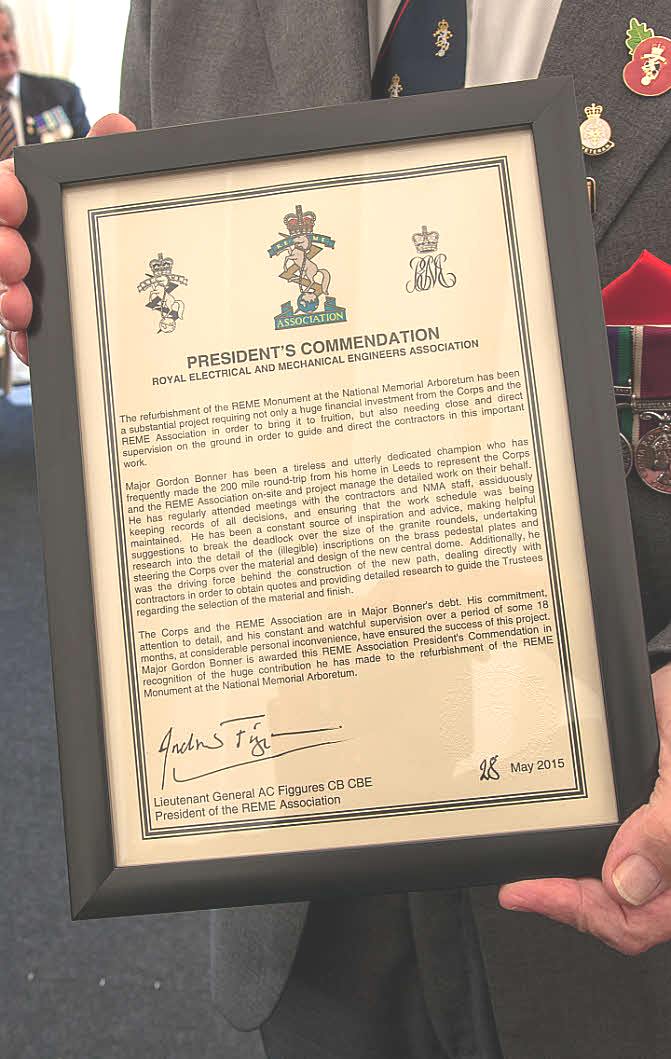 R E M E
ASSOCIATION
VETERAN
PRESIDENT'S COMMENDATION
ROYAL ELECTRICAL AND MECHANICAL ENGINEERS ASSOCIATION
The refurbishment of the REME Monument at the National Memorial Arboretum has been
a substantial project requiring not only a huge financial investment from the Corps and the
REME Association in order to bring it to fruition, but also needing close and direct
supervision on the ground in order to guide and direct the contractors in this important
work.
Major Gordon Bonner has been a tireless and utterly dedicated champion who has
frequently made the 200 mile round-trip from his home in Leeds to represent the Corps
and the REME Association on-site and project manage the detailed work on their behalf.
He has regularly attended meetings with the contractors and NMA staff, assiduously
keeping records of all decisions, and ensuring that the work schedule was being
maintained. He has been a constant source of inspiration and advice, making helpful
suggestions to break the deadlock over the size of the granite roundels, undertaking
research into the detail of the (illegible) inscriptions on the brass pedestal plates and
steering the Corps over the material and design of the new central dome. Additionally, he
was the driving force behind the construction of the new path, dealing directly with
contractors in order to obtain quotes and providing detailed research to guide the Trustees
regarding the selection of the material and finish.
The Corps and the REME Association are in Major Bonner's debt. His commitment,
attention to detail, and his constant and watchful supervision over a period of some 18
months, at considerable personal inconvenience, have ensured the success of this project.
Major Gordon Bonner is awarded this REME Association President's Commendation in
recognition of the huge contribution he has made to the refurbishment of the REME
Monument at the National Memorial Arboretum.
28 May 2015
Lieutenant General AC Figgures CB CBE
President of the REME Association